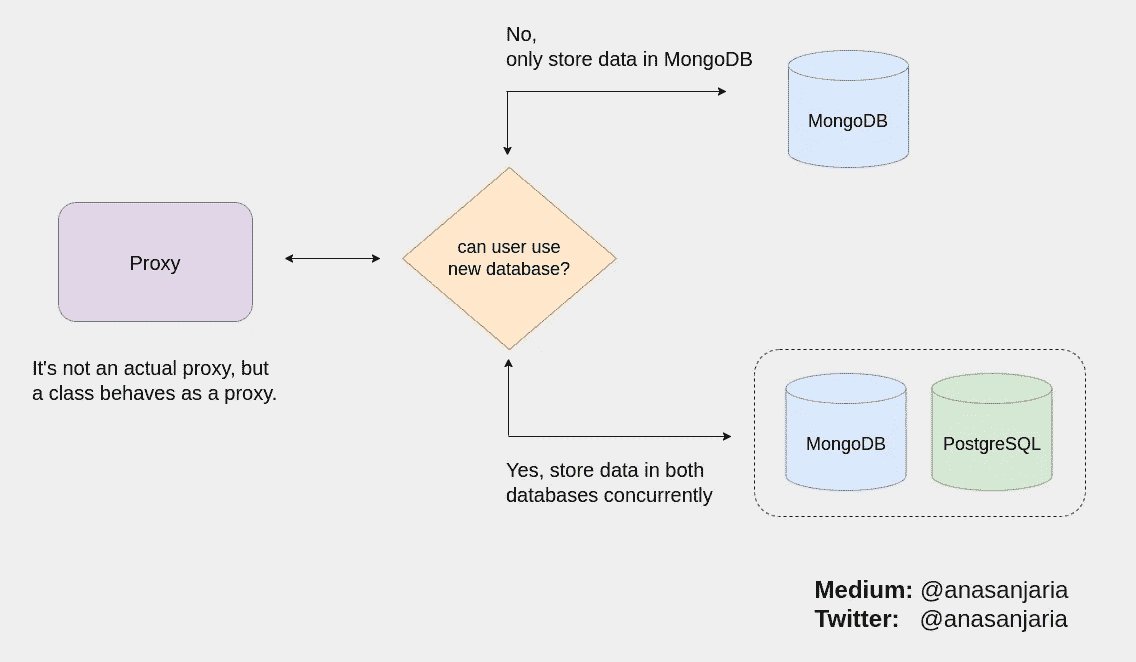 No,
only store data in MongoDB
MongoDB
can user use
new database?
Proxy
It's not an actual proxy, but
a class behaves as a proxy.
MongoDB
PostgreSQL
Yes, store data in both
databases concurrently
Medium: @anasanjaria
Twitter: @anasanjaria